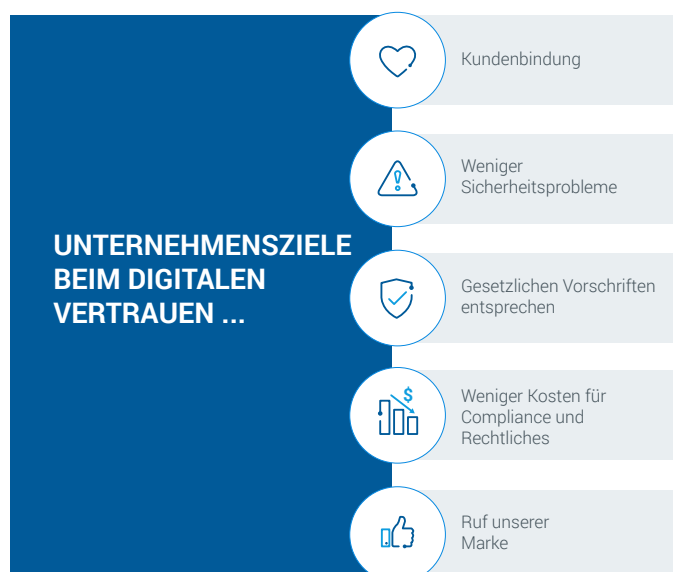 UNTERNEHMENSZIELE
BEIM DIGITALEN
VERTRAUEN ...
Kundenbindung
Weniger
Sicherheitsprobleme
Gesetzlichen Vorschriften
entsprechen
$
Weniger Kosten für
Compliance und
Rechtliches
Ruf unserer
Marke